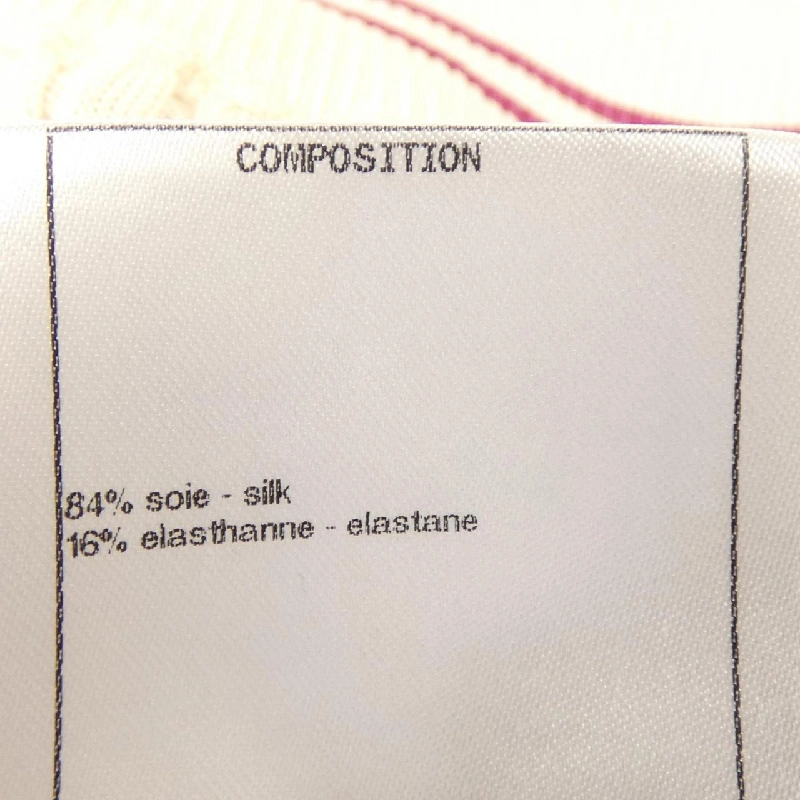 COMPOSITION
84% soie - silk
16% elasthanne - elastane